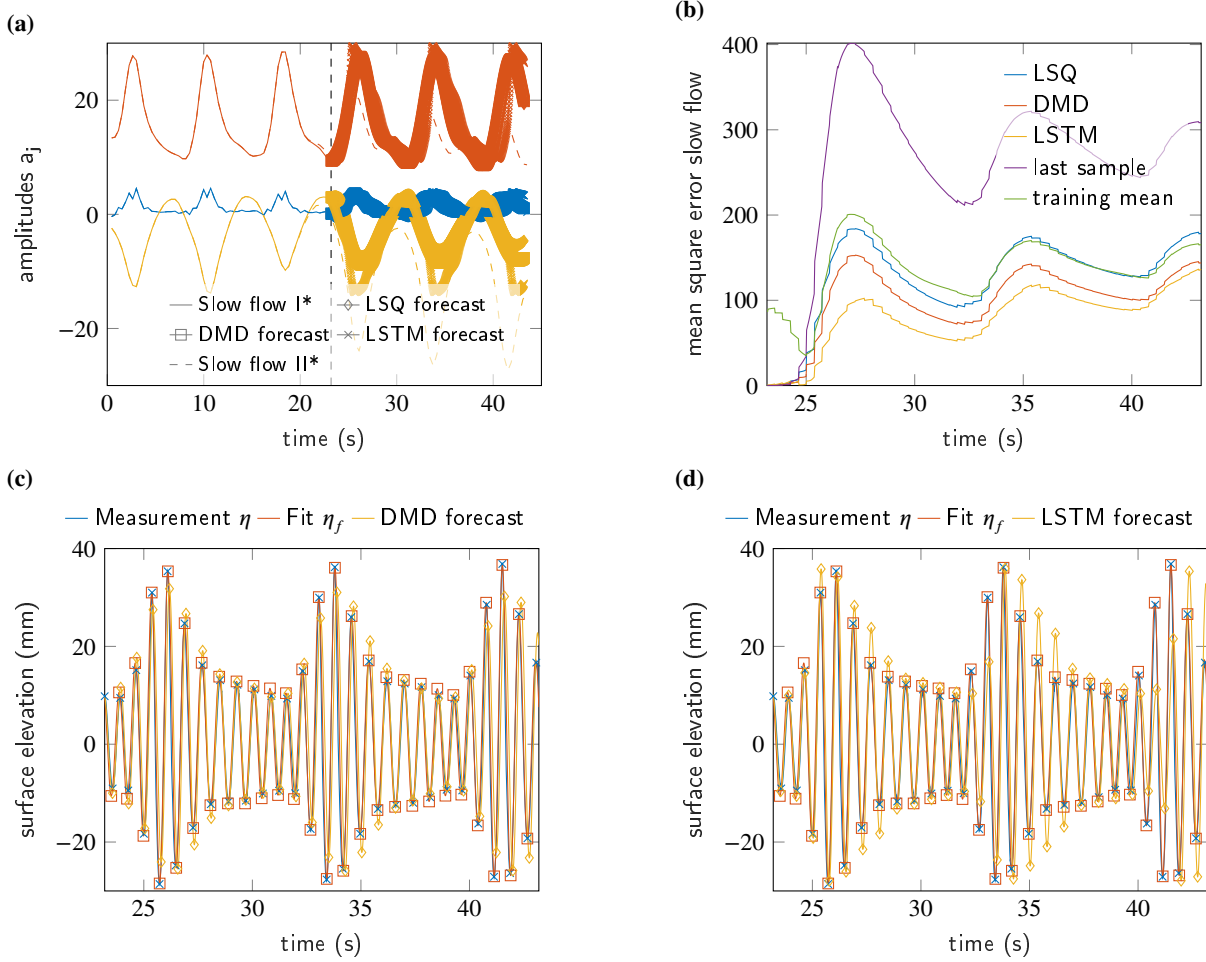 (a)
20
0
−20
0
10
20
30
40
amplitudes aj
time (s)
Slow flow I*
LSQ forecast
DMD forecast
LSTM forecast
Slow flow II*
(b)
400
300
200
100
0
25
30
35
40
mean square error slow flow
time (s)
LSQ
DMD
LSTM
last sample
training mean
(c)
Measurement η Fit ηf DMD forecast
40
20
0
−20
25
30
35
40
surface elevation (mm)
time (s)
(d)
Measurement η Fit ηf LSTM forecast
40
20
0
−20
25
30
35
40
surface elevation (mm)
time (s)